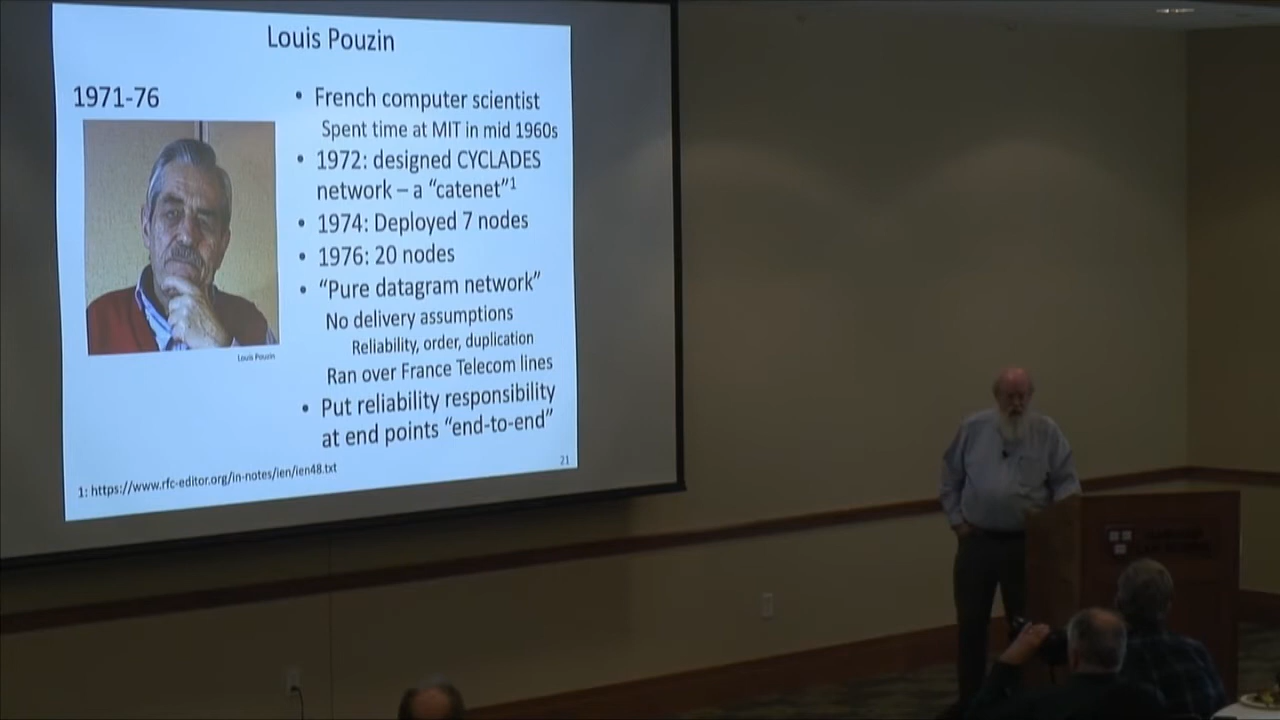 Louis Pouzin
1971-76
Louis Pouzin
• French computer scientist
Spent time at MIT in mid 1960s
• 1972: designed CYCLADES
network – a “catenet”1
• 1974: Deployed 7 nodes
• 1976: 20 nodes
• “Pure datagram network”
No delivery assumptions
Reliability, order, duplication
Ran over France Telecom lines
• Put reliability responsibility
at end points “end-to-end”
21
1: https://www.rfc-editor.org/in-notes/ien/ien48.txt